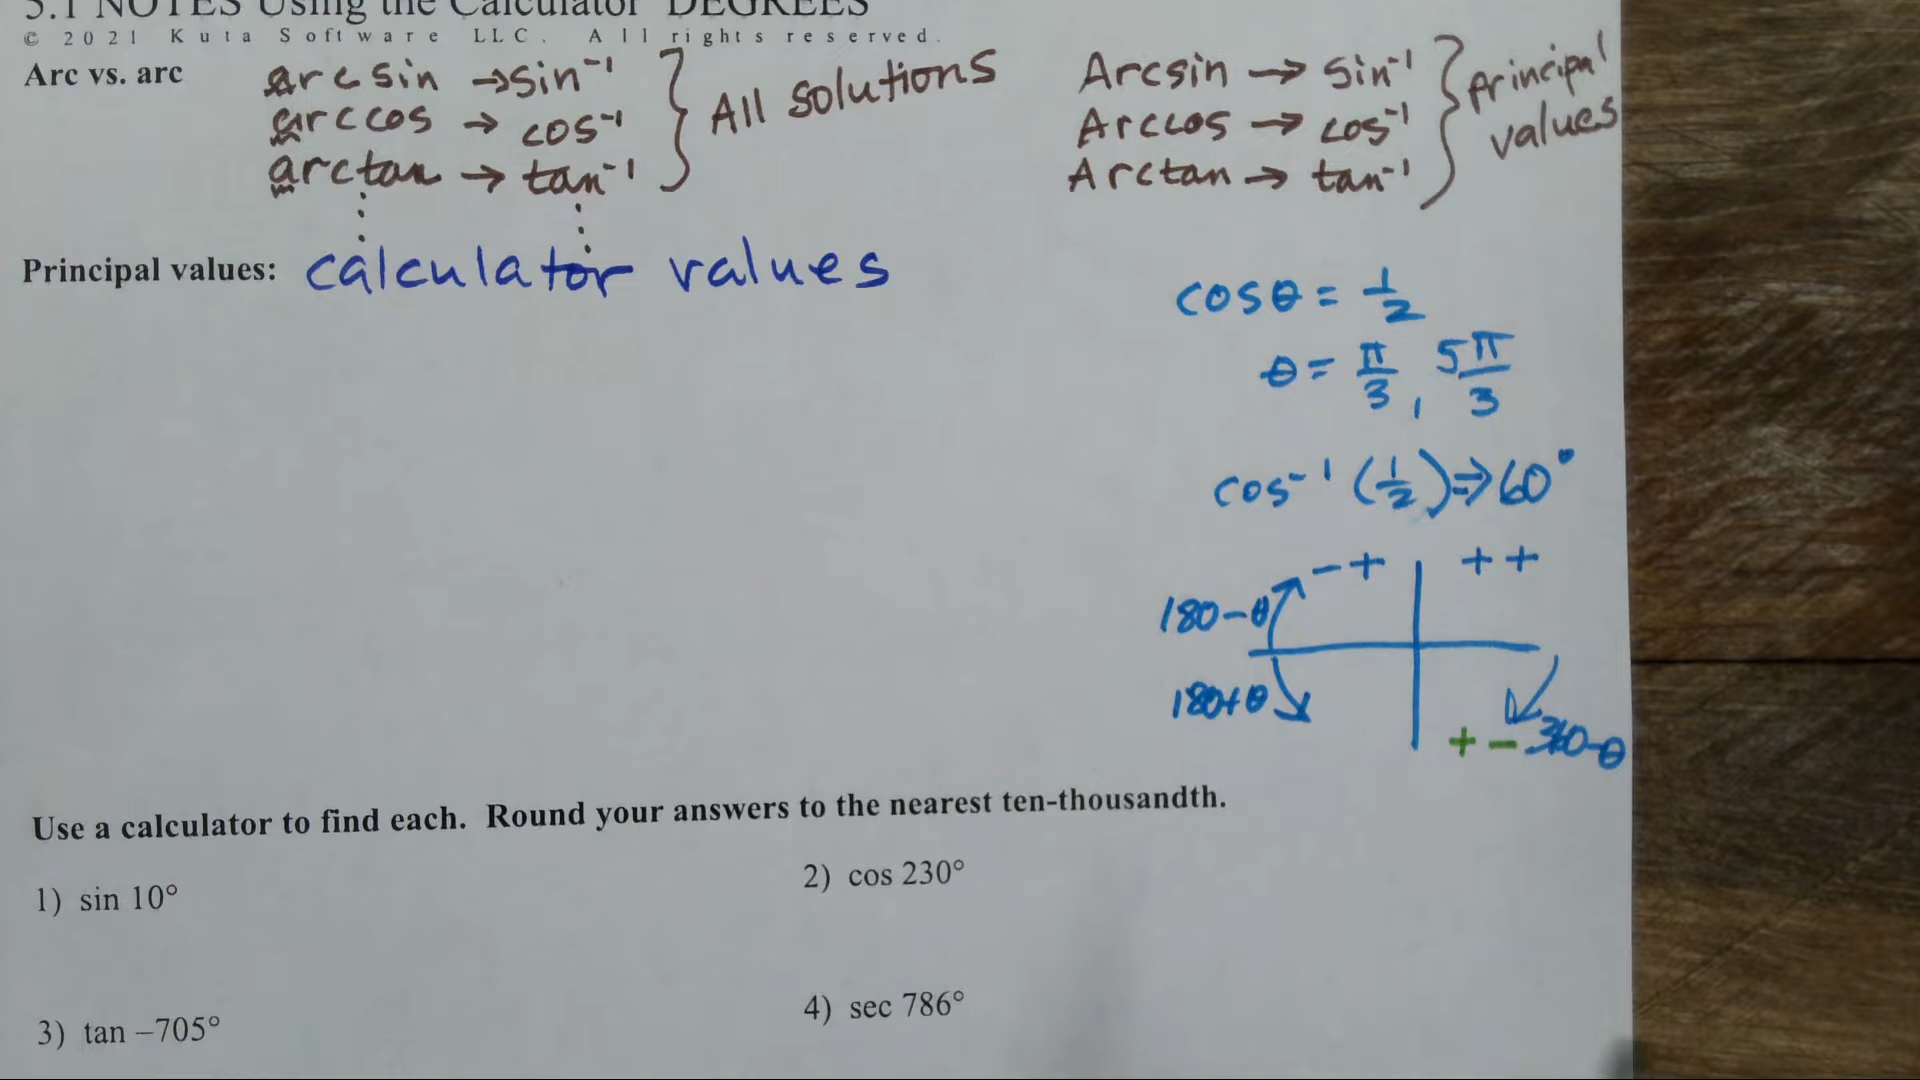 5.1 NOTES Using the Calculator DEGREES
© 2021 Kuta Software LLC. All rights reserved.
Arc vs. arc
arcsin → sin⁻¹
arccos → cos⁻¹
arctan → tan⁻¹
All solutions
Arcsin → sin⁻¹
Arccos → cos⁻¹
Arctan → tan⁻¹
principal
values
Principal values: calculator values
cosθ = 1/2
θ = π/3, 5π/3
cos⁻¹ (1/2) ⇒ 60°
- +
+ +
180-θ
180+θ
+ - 360-θ
Use a calculator to find each. Round your answers to the nearest ten-thousandth.
1) sin 10°
2) cos 230°
3) tan −705°
4) sec 786°